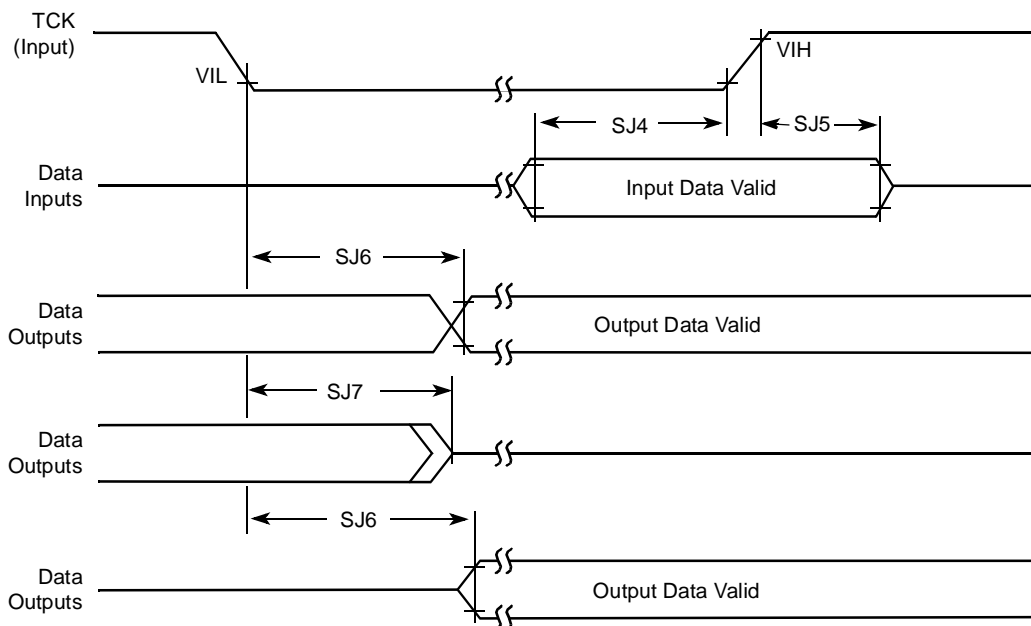 TCK
(Input)
VIL
VIH
SJ4
SJ5
Data
Inputs
Input Data Valid
SJ6
Data
Outputs
Output Data Valid
SJ7
Data
Outputs
SJ6
Data
Outputs
Output Data Valid